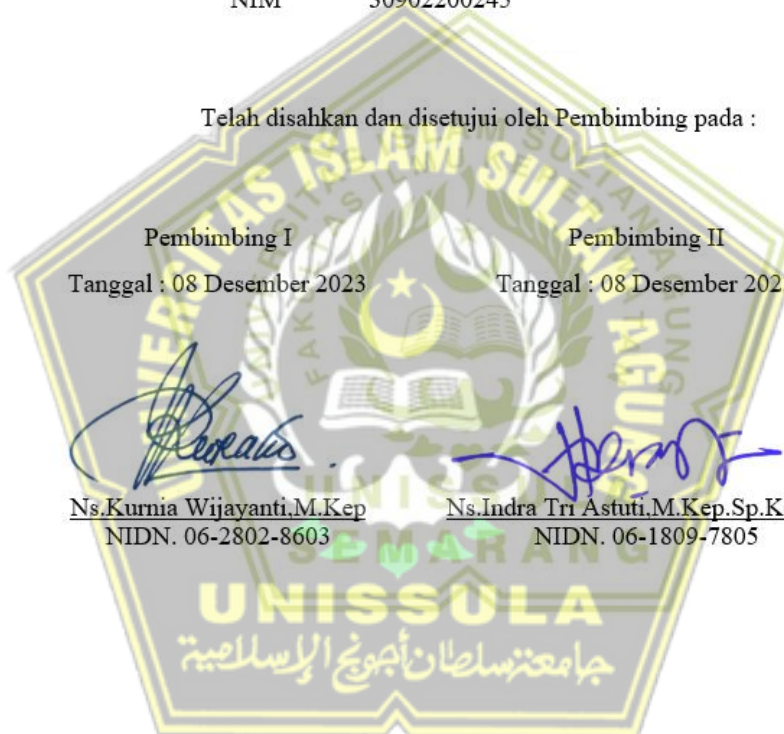 NIM 30902200245
Telah disahkan dan disetujui oleh Pembimbing pada :
Pembimbing I
Pembimbing II
Tanggal : 08 Desember 2023
Tanggal : 08 Desember 202
Ns.Kurnia Wijayanti,M.Kep
Ns.Indra Tri Astuti,M.Kep.Sp.K
NIDN. 06-2802-8603
NIDN. 06-1809-7805
UNIVERSITAS ISLAM SULTAN AGUNG
UNISSULA
SEMARANG
UNISSULA
جامعة سلطان أجونج الإسلامية